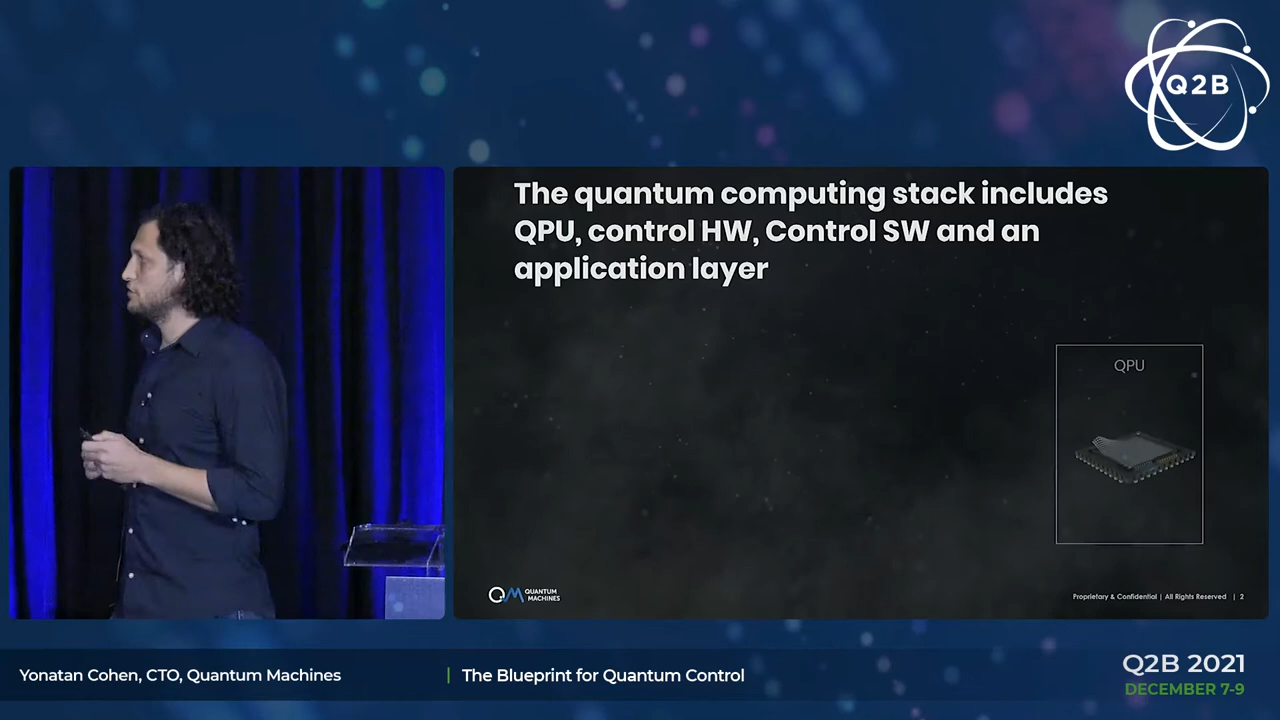 Q2B
The quantum computing stack includes
QPU, control HW, Control SW and an
application layer
QPU
QM QUANTUM
MACHINES
Proprietary & Confidential | All Rights Reserved | 2
Yonatan Cohen, CTO, Quantum Machines
The Blueprint for Quantum Control
Q2B 2021
DECEMBER 7-9